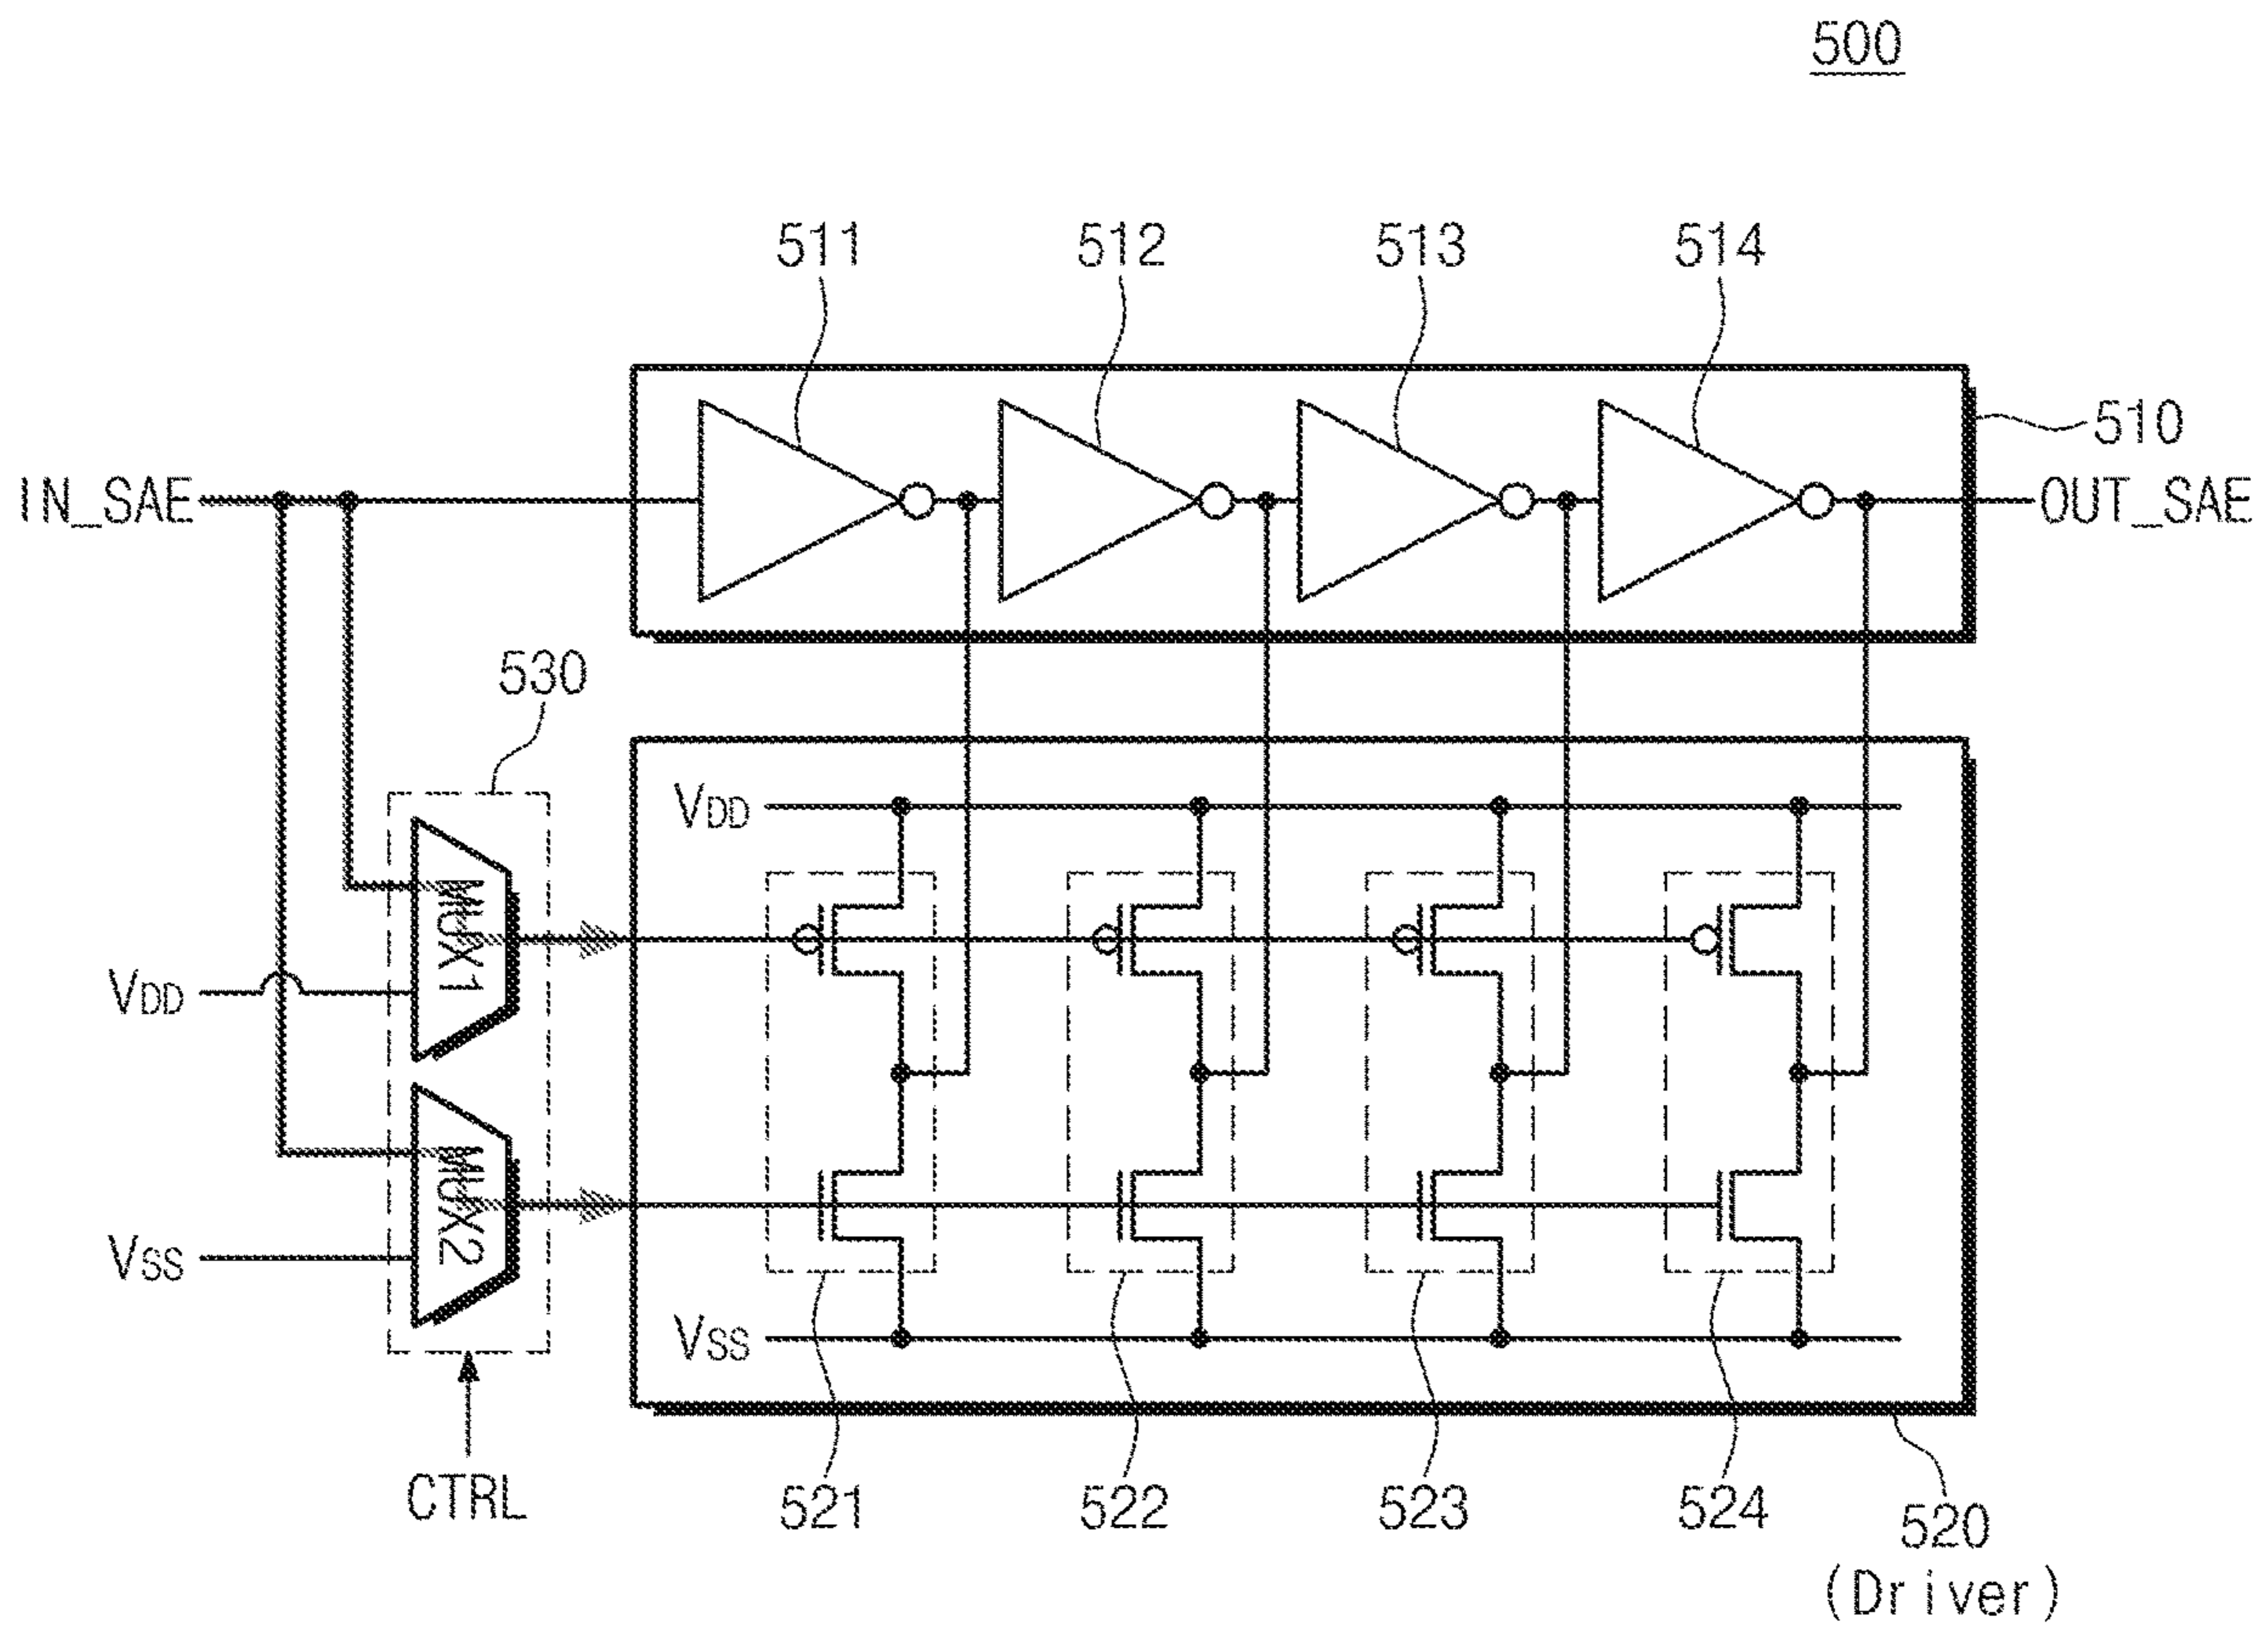 500
511
512
513
514
510
IN_SAE
OUT_SAE
530
VDD
MUX1
VDD
MUX2
VSS
VSS
CTRL
521
522
523
524
520
(Driver)